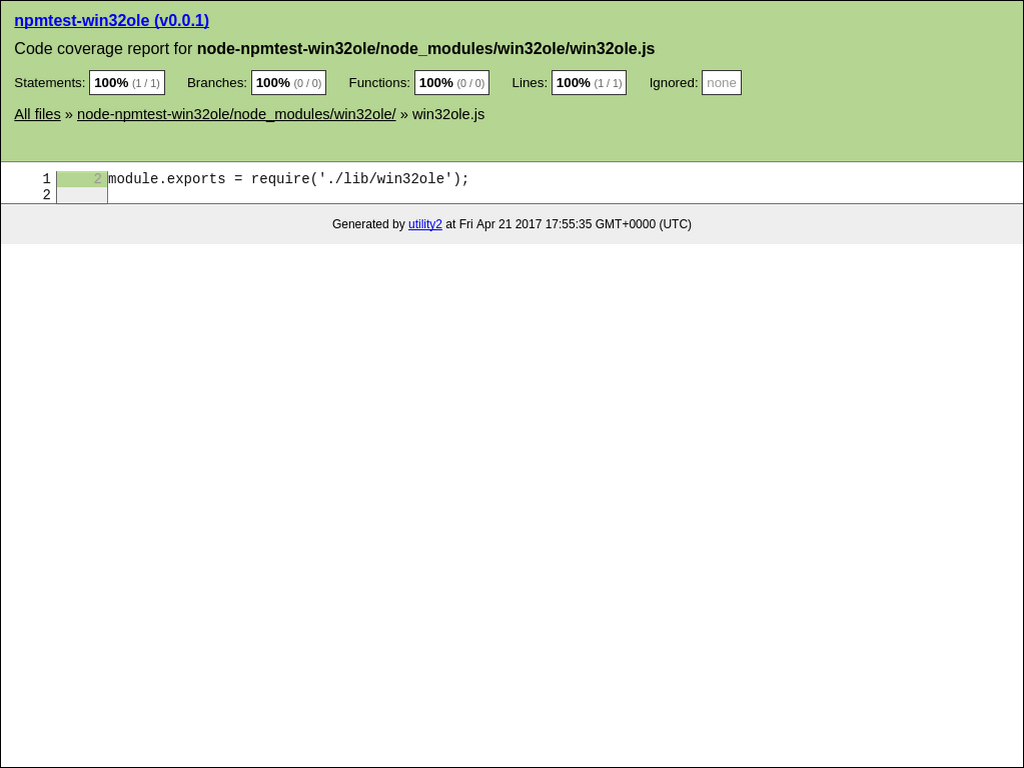 npmtest-win32ole (v0.0.1)
Code coverage report for node-npmtest-win32ole/node_modules/win32ole/win32ole.js
Statements: 100% (1 / 1) Branches: 100% (0 / 0) Functions: 100% (0 / 0) Lines: 100% (1 / 1) Ignored: none
All files » node-npmtest-win32ole/node_modules/win32ole/ » win32ole.js
1 2 module.exports = require('./lib/win32ole');
2
Generated by utility2 at Fri Apr 21 2017 17:55:35 GMT+0000 (UTC)